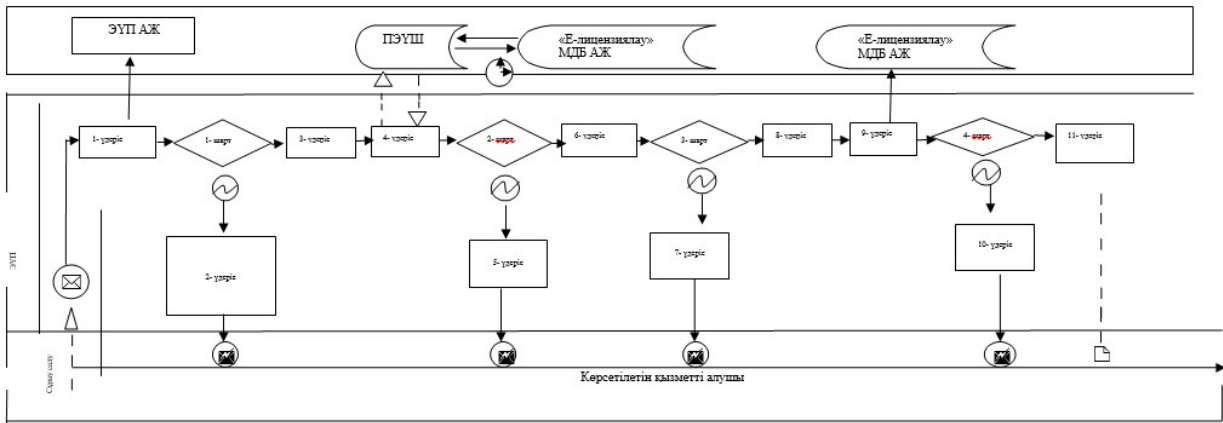 ЭҮП АЖ
ПЭҮШ
«Е-лицензиялау»
МДБ АЖ
«Е-лицензиялау»
МДБ АЖ
1- үдеріс
1- шарт
3- үдеріс
4- үдеріс
2- шарт
6- үдеріс
3- шарт
8- үдеріс
9- үдеріс
4- шарт
11- үдеріс
2- үдеріс
5- үдеріс
7- үдеріс
10- үдеріс
ЭҮП
Көрсетілетін қызметті алушы